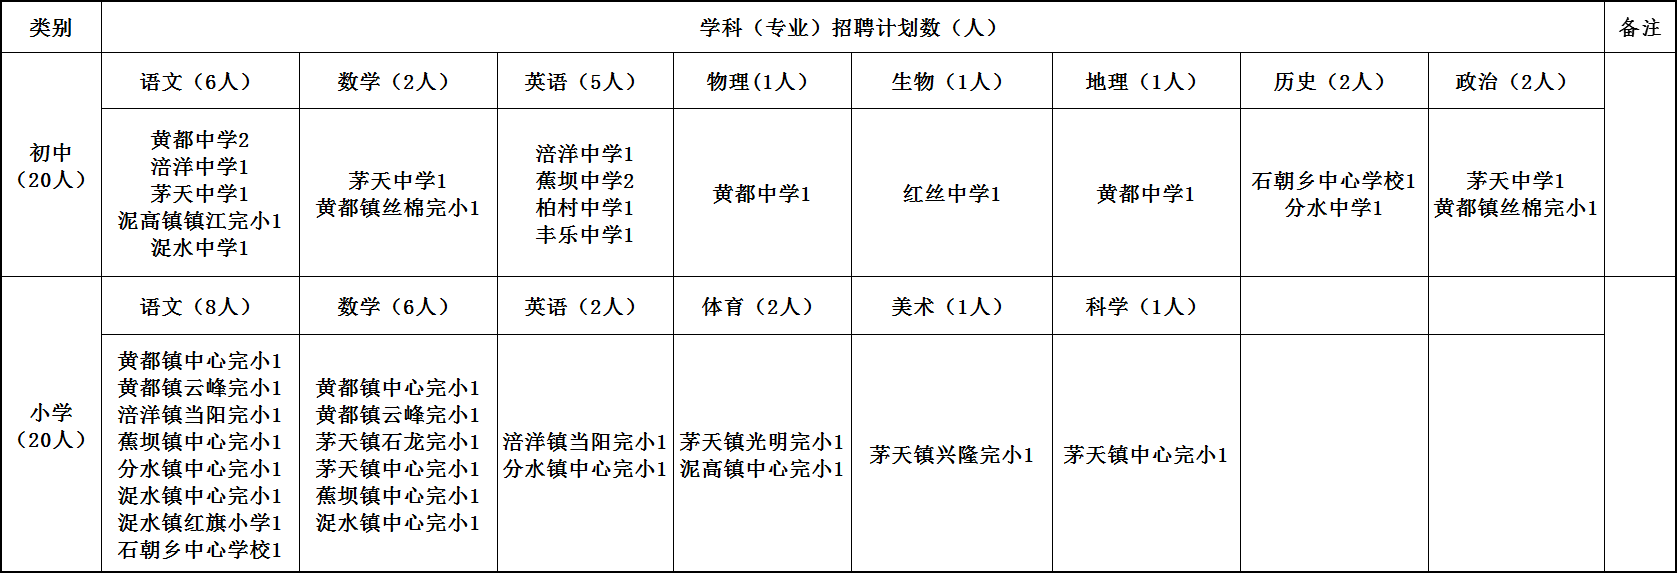 类别
学科（专业）招聘计划数（人）
备注
初中
（20人）
语文（6人）
数学（2人）
英语（5人）
物理(1人）
生物（1人）
地理（1人）
历史（2人）
政治（2人）
黄都中学2
涪洋中学1
茅天中学1
泥高镇镇江完小1
浞水中学1
茅天中学1
黄都镇丝棉完小1
涪洋中学1
蕉坝中学2
柏村中学1
丰乐中学1
黄都中学1
红丝中学1
黄都中学1
石朝乡中心学校1
分水中学1
茅天中学1
黄都镇丝棉完小1
小学
（20人）
语文（8人）
数学（6人）
英语（2人）
体育（2人）
美术（1人）
科学（1人）
黄都镇中心完小1
黄都镇云峰完小1
涪洋镇当阳完小1
蕉坝镇中心完小1
分水镇中心完小1
浞水镇中心完小1
浞水镇红旗小学1
石朝乡中心学校1
黄都镇中心完小1
黄都镇云峰完小1
茅天镇石龙完小1
茅天镇中心完小1
蕉坝镇中心完小1
浞水镇中心完小1
涪洋镇当阳完小1
分水镇中心完小1
茅天镇光明完小1
泥高镇中心完小1
茅天镇兴隆完小1
茅天镇中心完小1